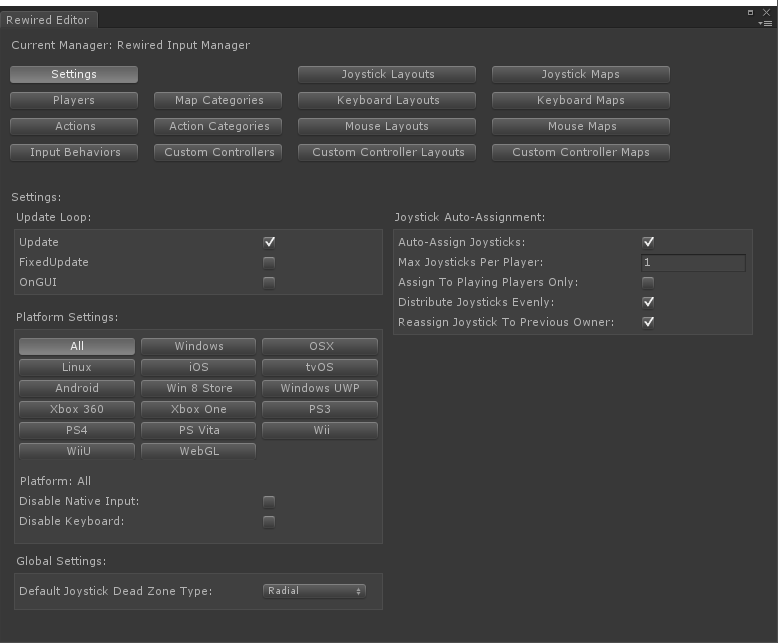 Rewired Editor
Current Manager: Rewired Input Manager
Settings Joystick Layouts Joystick Maps
Players Map Categories Keyboard Layouts Keyboard Maps
Actions Action Categories Mouse Layouts Mouse Maps
Input Behaviors Custom Controllers Custom Controller Layouts Custom Controller Maps
Settings:
Update Loop:
Update
FixedUpdate
OnGUI
Platform Settings:
All Windows OSX
Linux iOS tvOS
Android Win 8 Store Windows UWP
Xbox 360 Xbox One PS3
PS4 PS Vita Wii
WiiU WebGL
Platform: All
Disable Native Input:
Disable Keyboard:
Global Settings:
Default Joystick Dead Zone Type: Radial
Joystick Auto-Assignment:
Auto-Assign Joysticks:
Max Joysticks Per Player: 1
Assign To Playing Players Only:
Distribute Joysticks Evenly:
Reassign Joystick To Previous Owner: